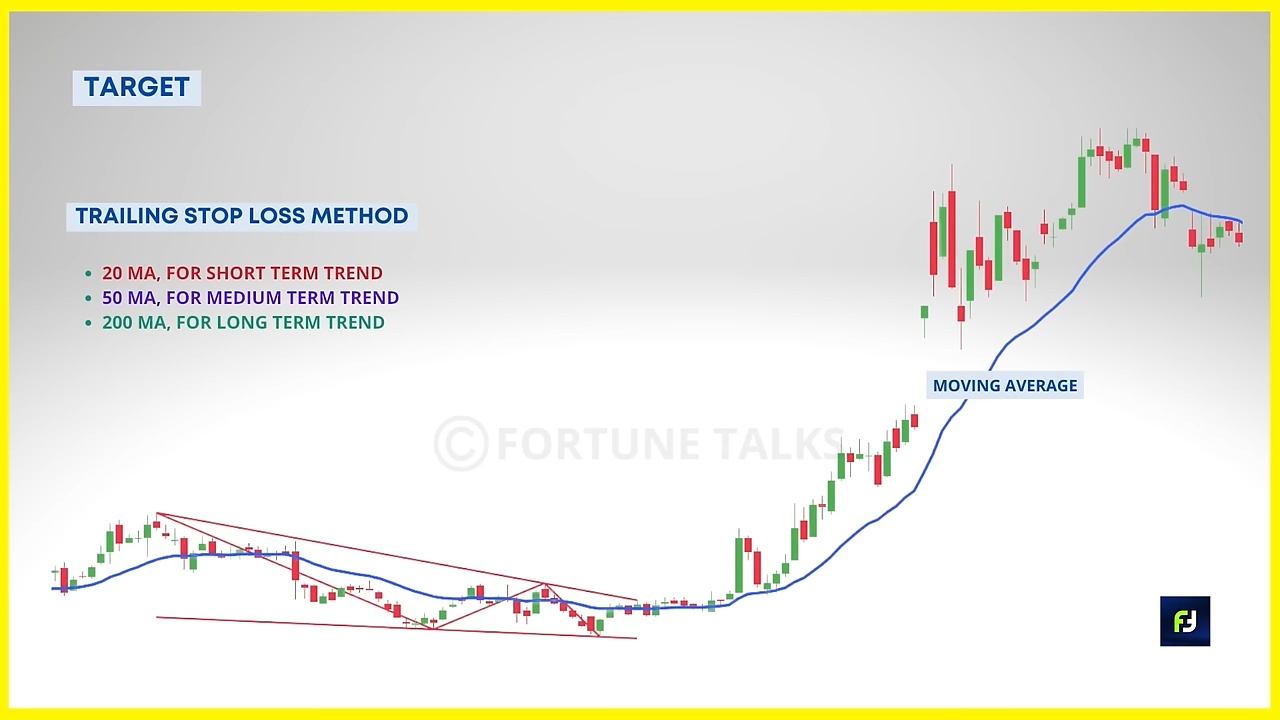 TARGET
TRAILING STOP LOSS METHOD
• 20 MA, FOR SHORT TERM TREND
• 50 MA, FOR MEDIUM TERM TREND
• 200 MA, FOR LONG TERM TREND
MOVING AVERAGE
© FORTUNE TALKS